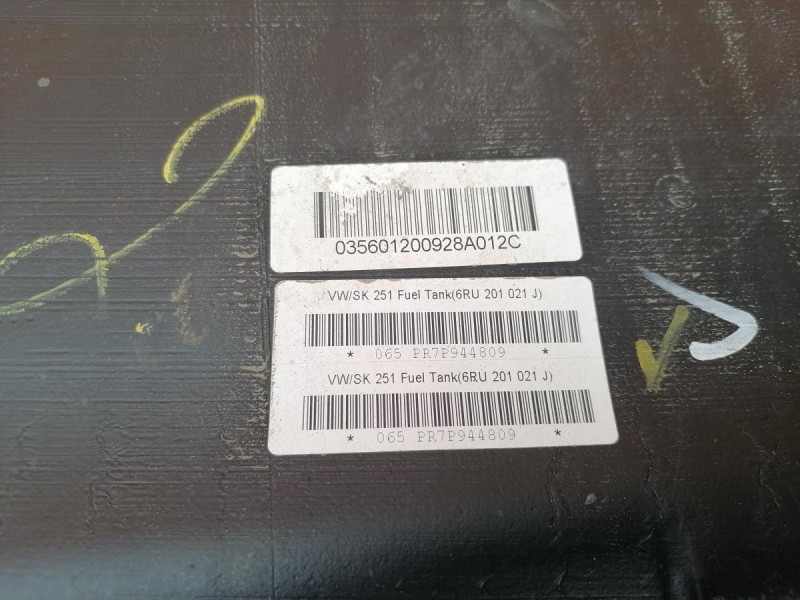 035601200928A012C
VW/SK 251 Fuel Tank(6RU 201 021 J)
* 065 PR7P944809 *
VW/SK 251 Fuel Tank(6RU 201 021 J)
* 065 PR7P944809 *